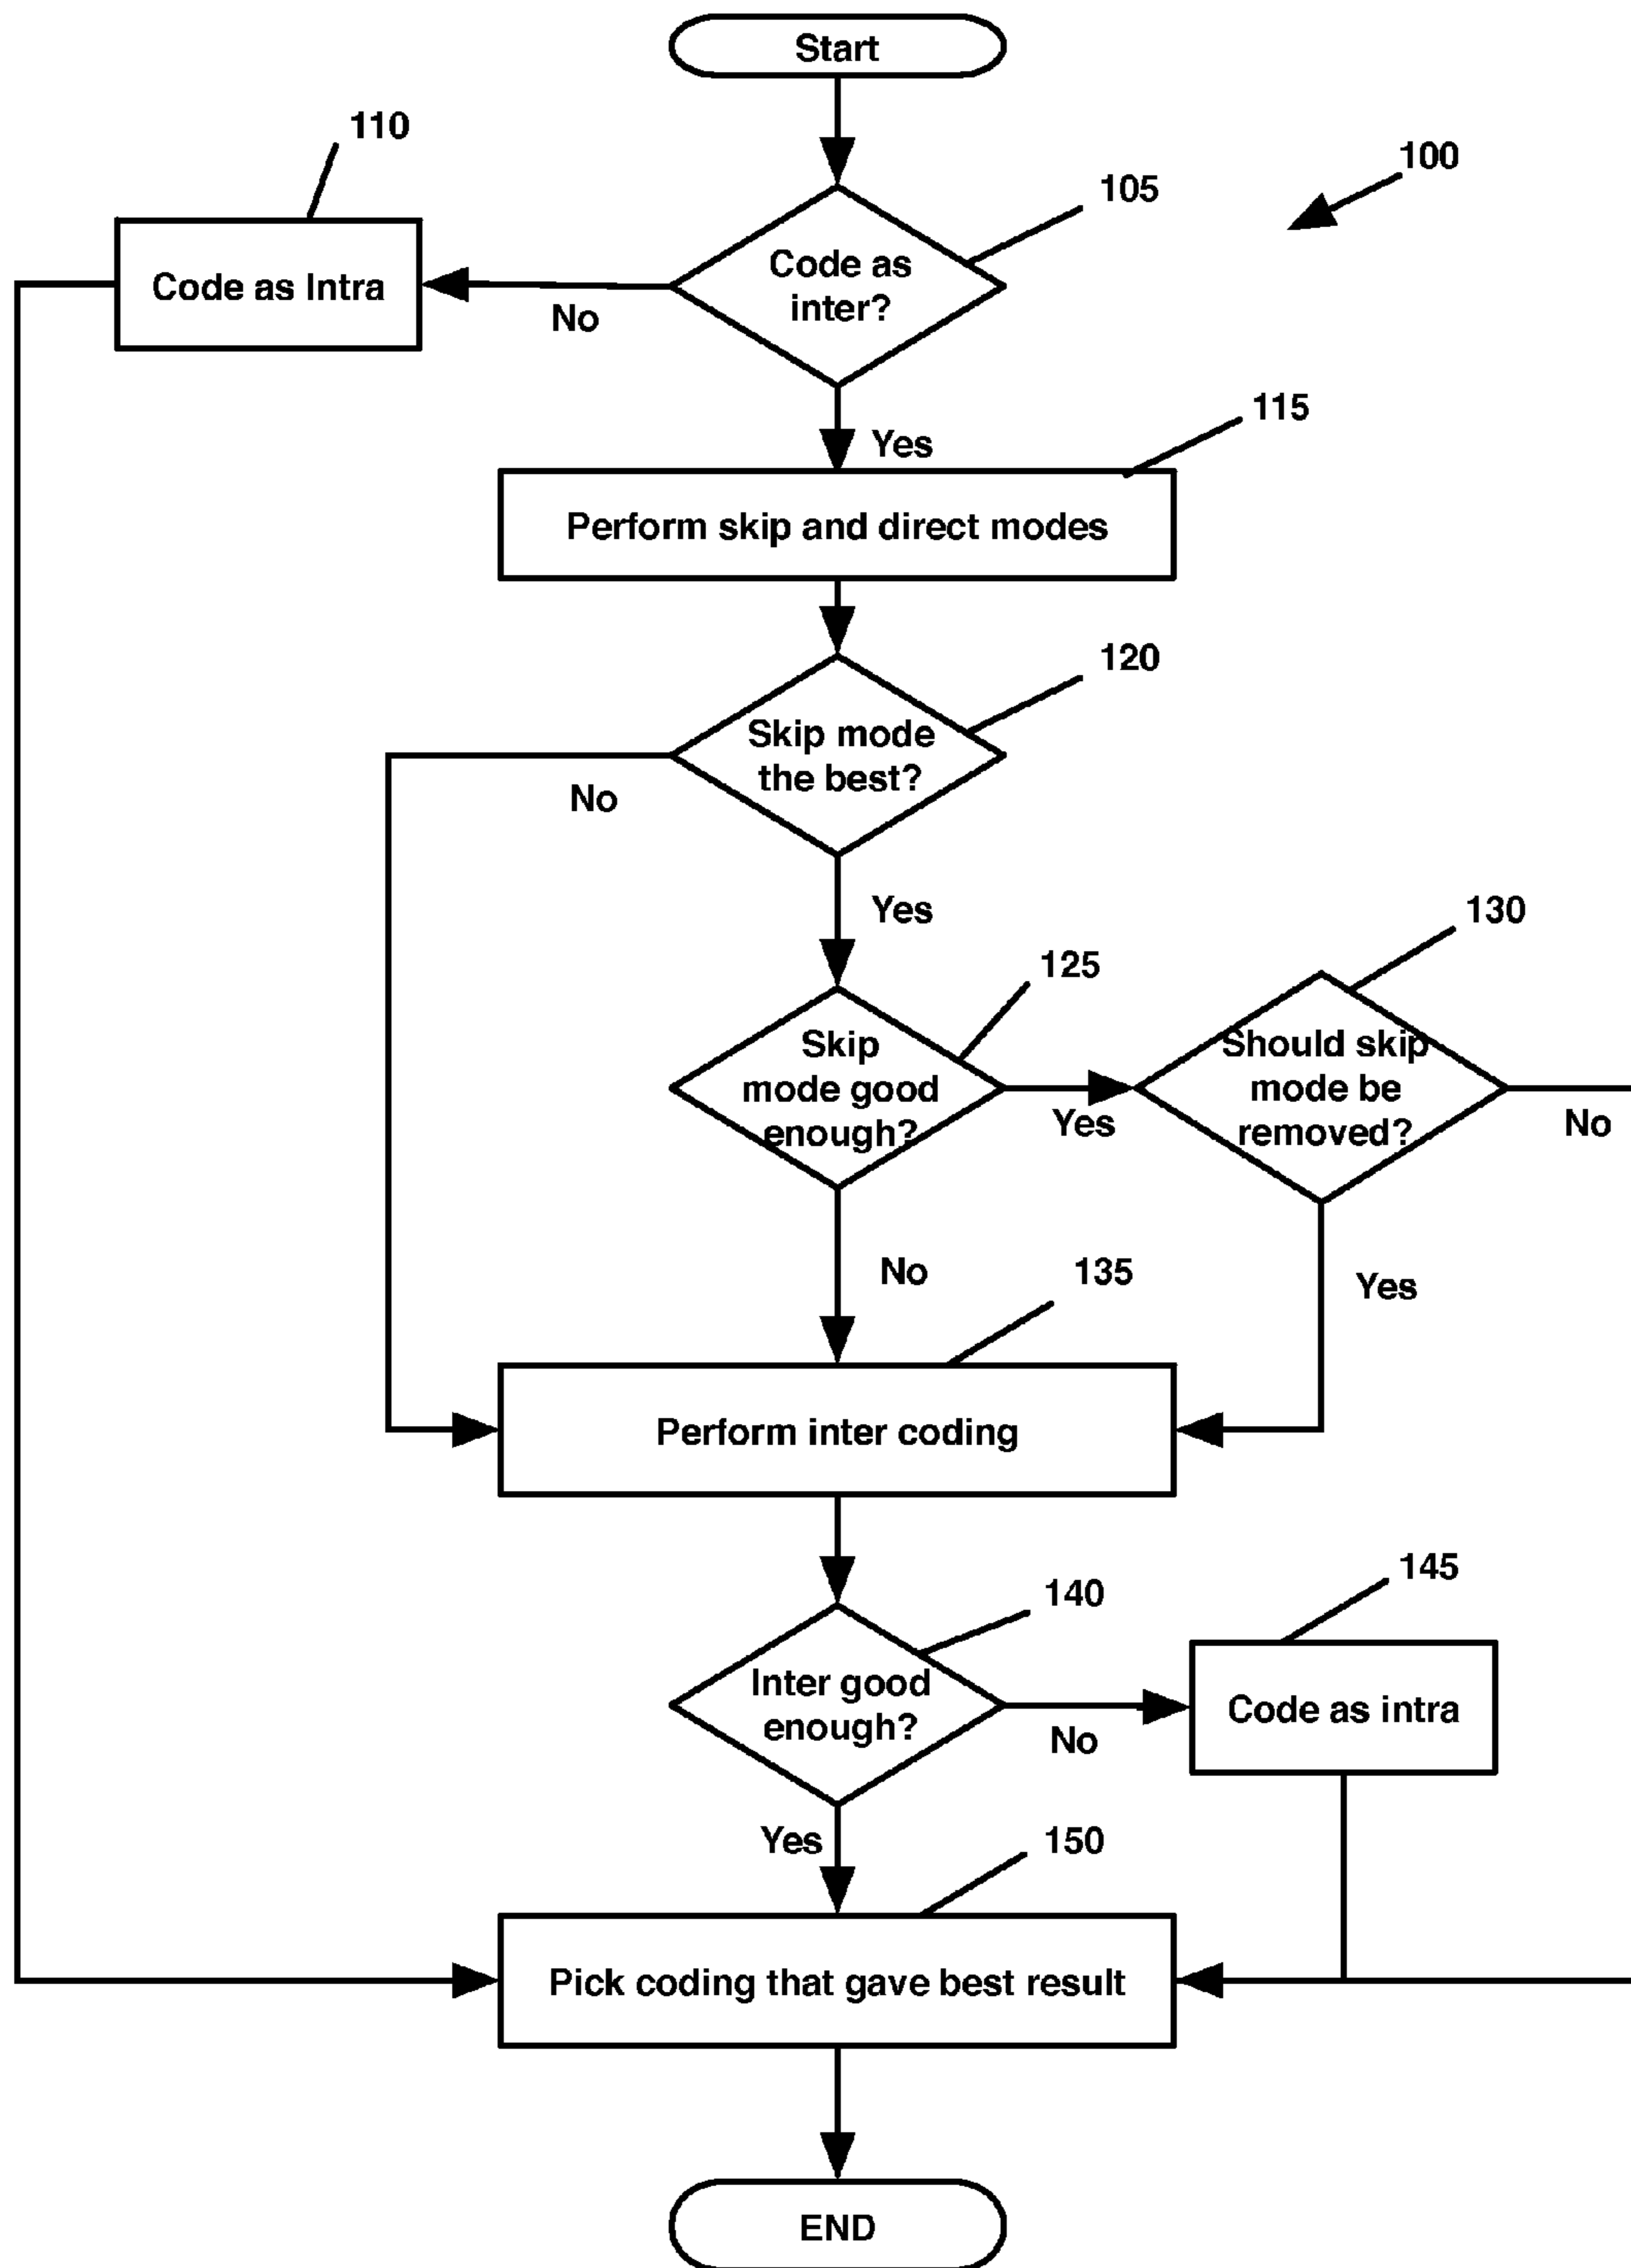 Start
110
100
105
Code as
inter?
Code as Intra
No
115
Yes
Perform skip and direct modes
120
Skip mode
the best?
No
Yes
130
125
Skip
mode good
enough?
Should skip
mode be
removed?
Yes
No
No
135
Yes
Perform inter coding
145
140
Inter good
enough?
Code as intra
No
Yes
150
Pick coding that gave best result
END